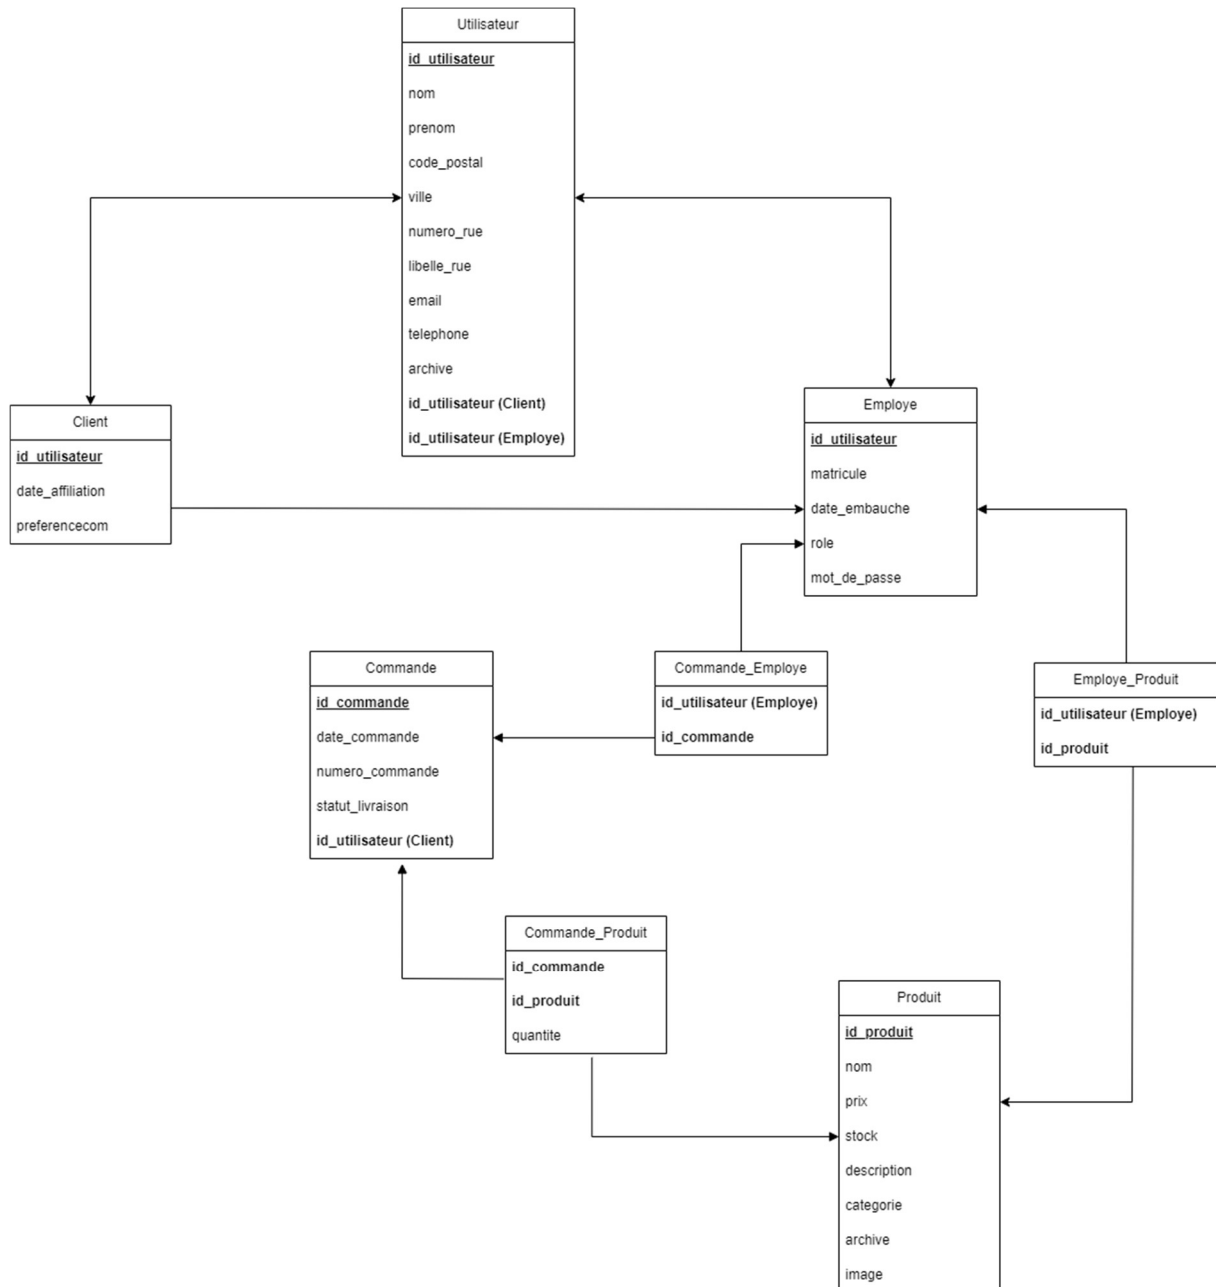 Utilisateur
id_utilisateur
nom
prenom
code_postal
ville
numero_rue
libelle_rue
email
telephone
archive
id_utilisateur (Client)
id_utilisateur (Employe)
Client
id_utilisateur
date_affiliation
preferencecom
Employe
id_utilisateur
matricule
date_embauche
role
mot_de_passe
Commande
id_commande
date_commande
numero_commande
statut_livraison
id_utilisateur (Client)
Commande_Employe
id_utilisateur (Employe)
id_commande
Employe_Produit
id_utilisateur (Employe)
id_produit
Commande_Produit
id_commande
id_produit
quantite
Produit
id_produit
nom
prix
stock
description
categorie
archive
image